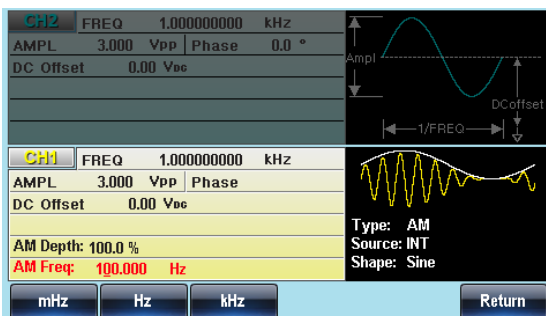 CH2 FREQ 1.000000000 kHz
AMPL 3.000 Vpp Phase 0.0 °
DC Offset 0.00 VDC
Ampl
DCoffset
1/FREQ
CH1 FREQ 1.000000000 kHz
AMPL 3.000 Vpp Phase
DC Offset 0.00 VDC
AM Depth: 100.0 %
AM Freq: 100.000 Hz
Type: AM
Source: INT
Shape: Sine
mHz Hz kHz Return